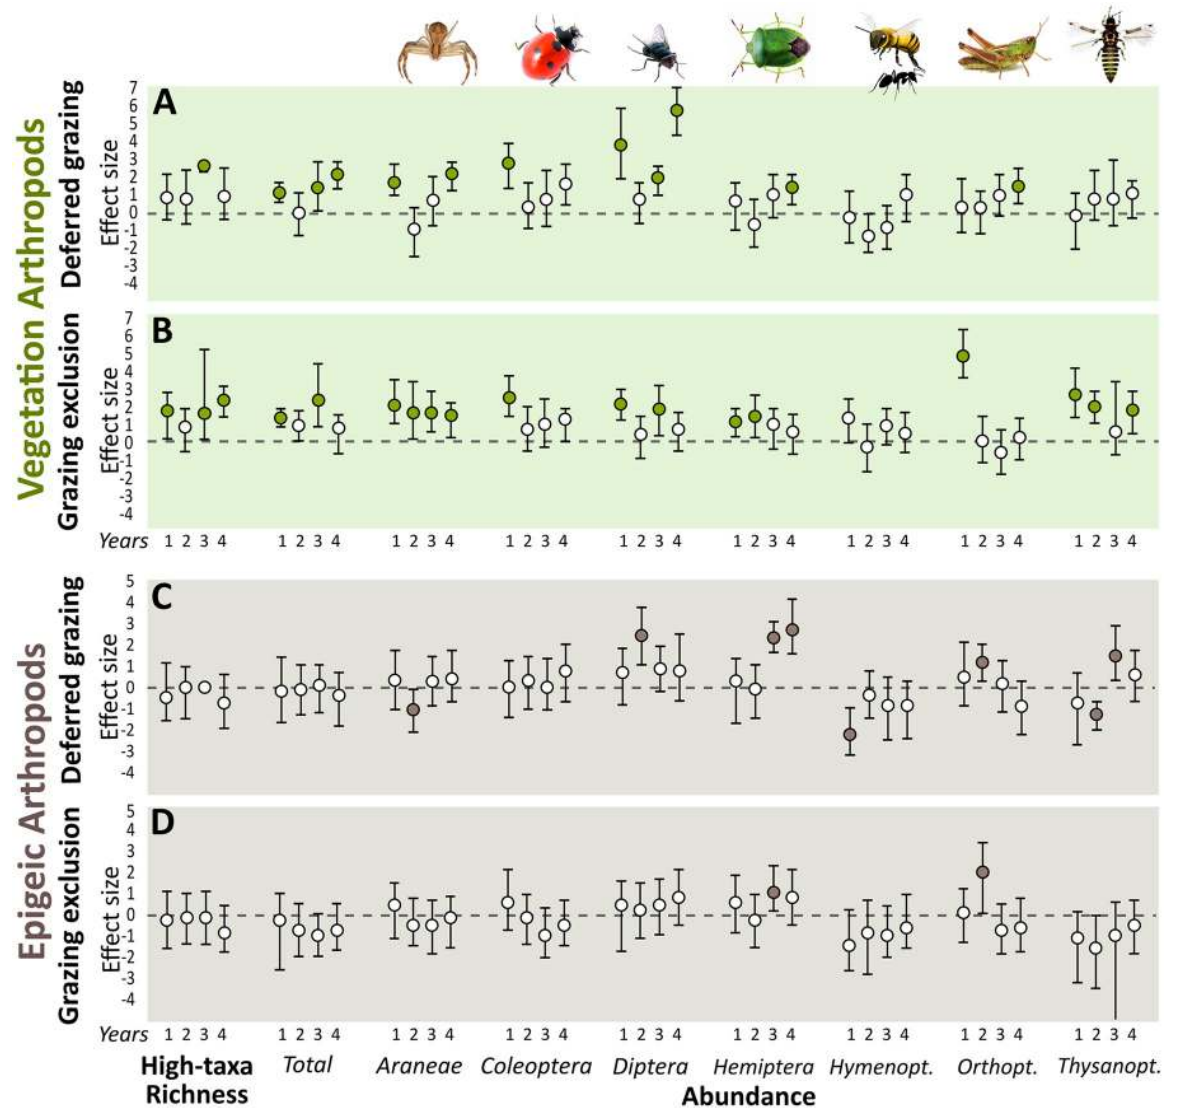 Vegetation Arthropods
Deferred grazing
Effect size
A
7
6
5
4
3
2
1
0
-1
-2
-3
-4
Grazing exclusion
Effect size
B
7
6
5
4
3
2
1
0
-1
-2
-3
-4
Years 1 2 3 4 1 2 3 4 1 2 3 4 1 2 3 4 1 2 3 4 1 2 3 4 1 2 3 4 1 2 3 4 1 2 3 4
Epigeic Arthropods
Deferred grazing
Effect size
C
5
4
3
2
1
0
-1
-2
-3
-4
Grazing exclusion
Effect size
D
5
4
3
2
1
0
-1
-2
-3
-4
Years 1 2 3 4 1 2 3 4 1 2 3 4 1 2 3 4 1 2 3 4 1 2 3 4 1 2 3 4 1 2 3 4 1 2 3 4
High-taxa Total Araneae Coleoptera Diptera Hemiptera Hymenopt. Orthopt. Thysanopt.
Richness Abundance